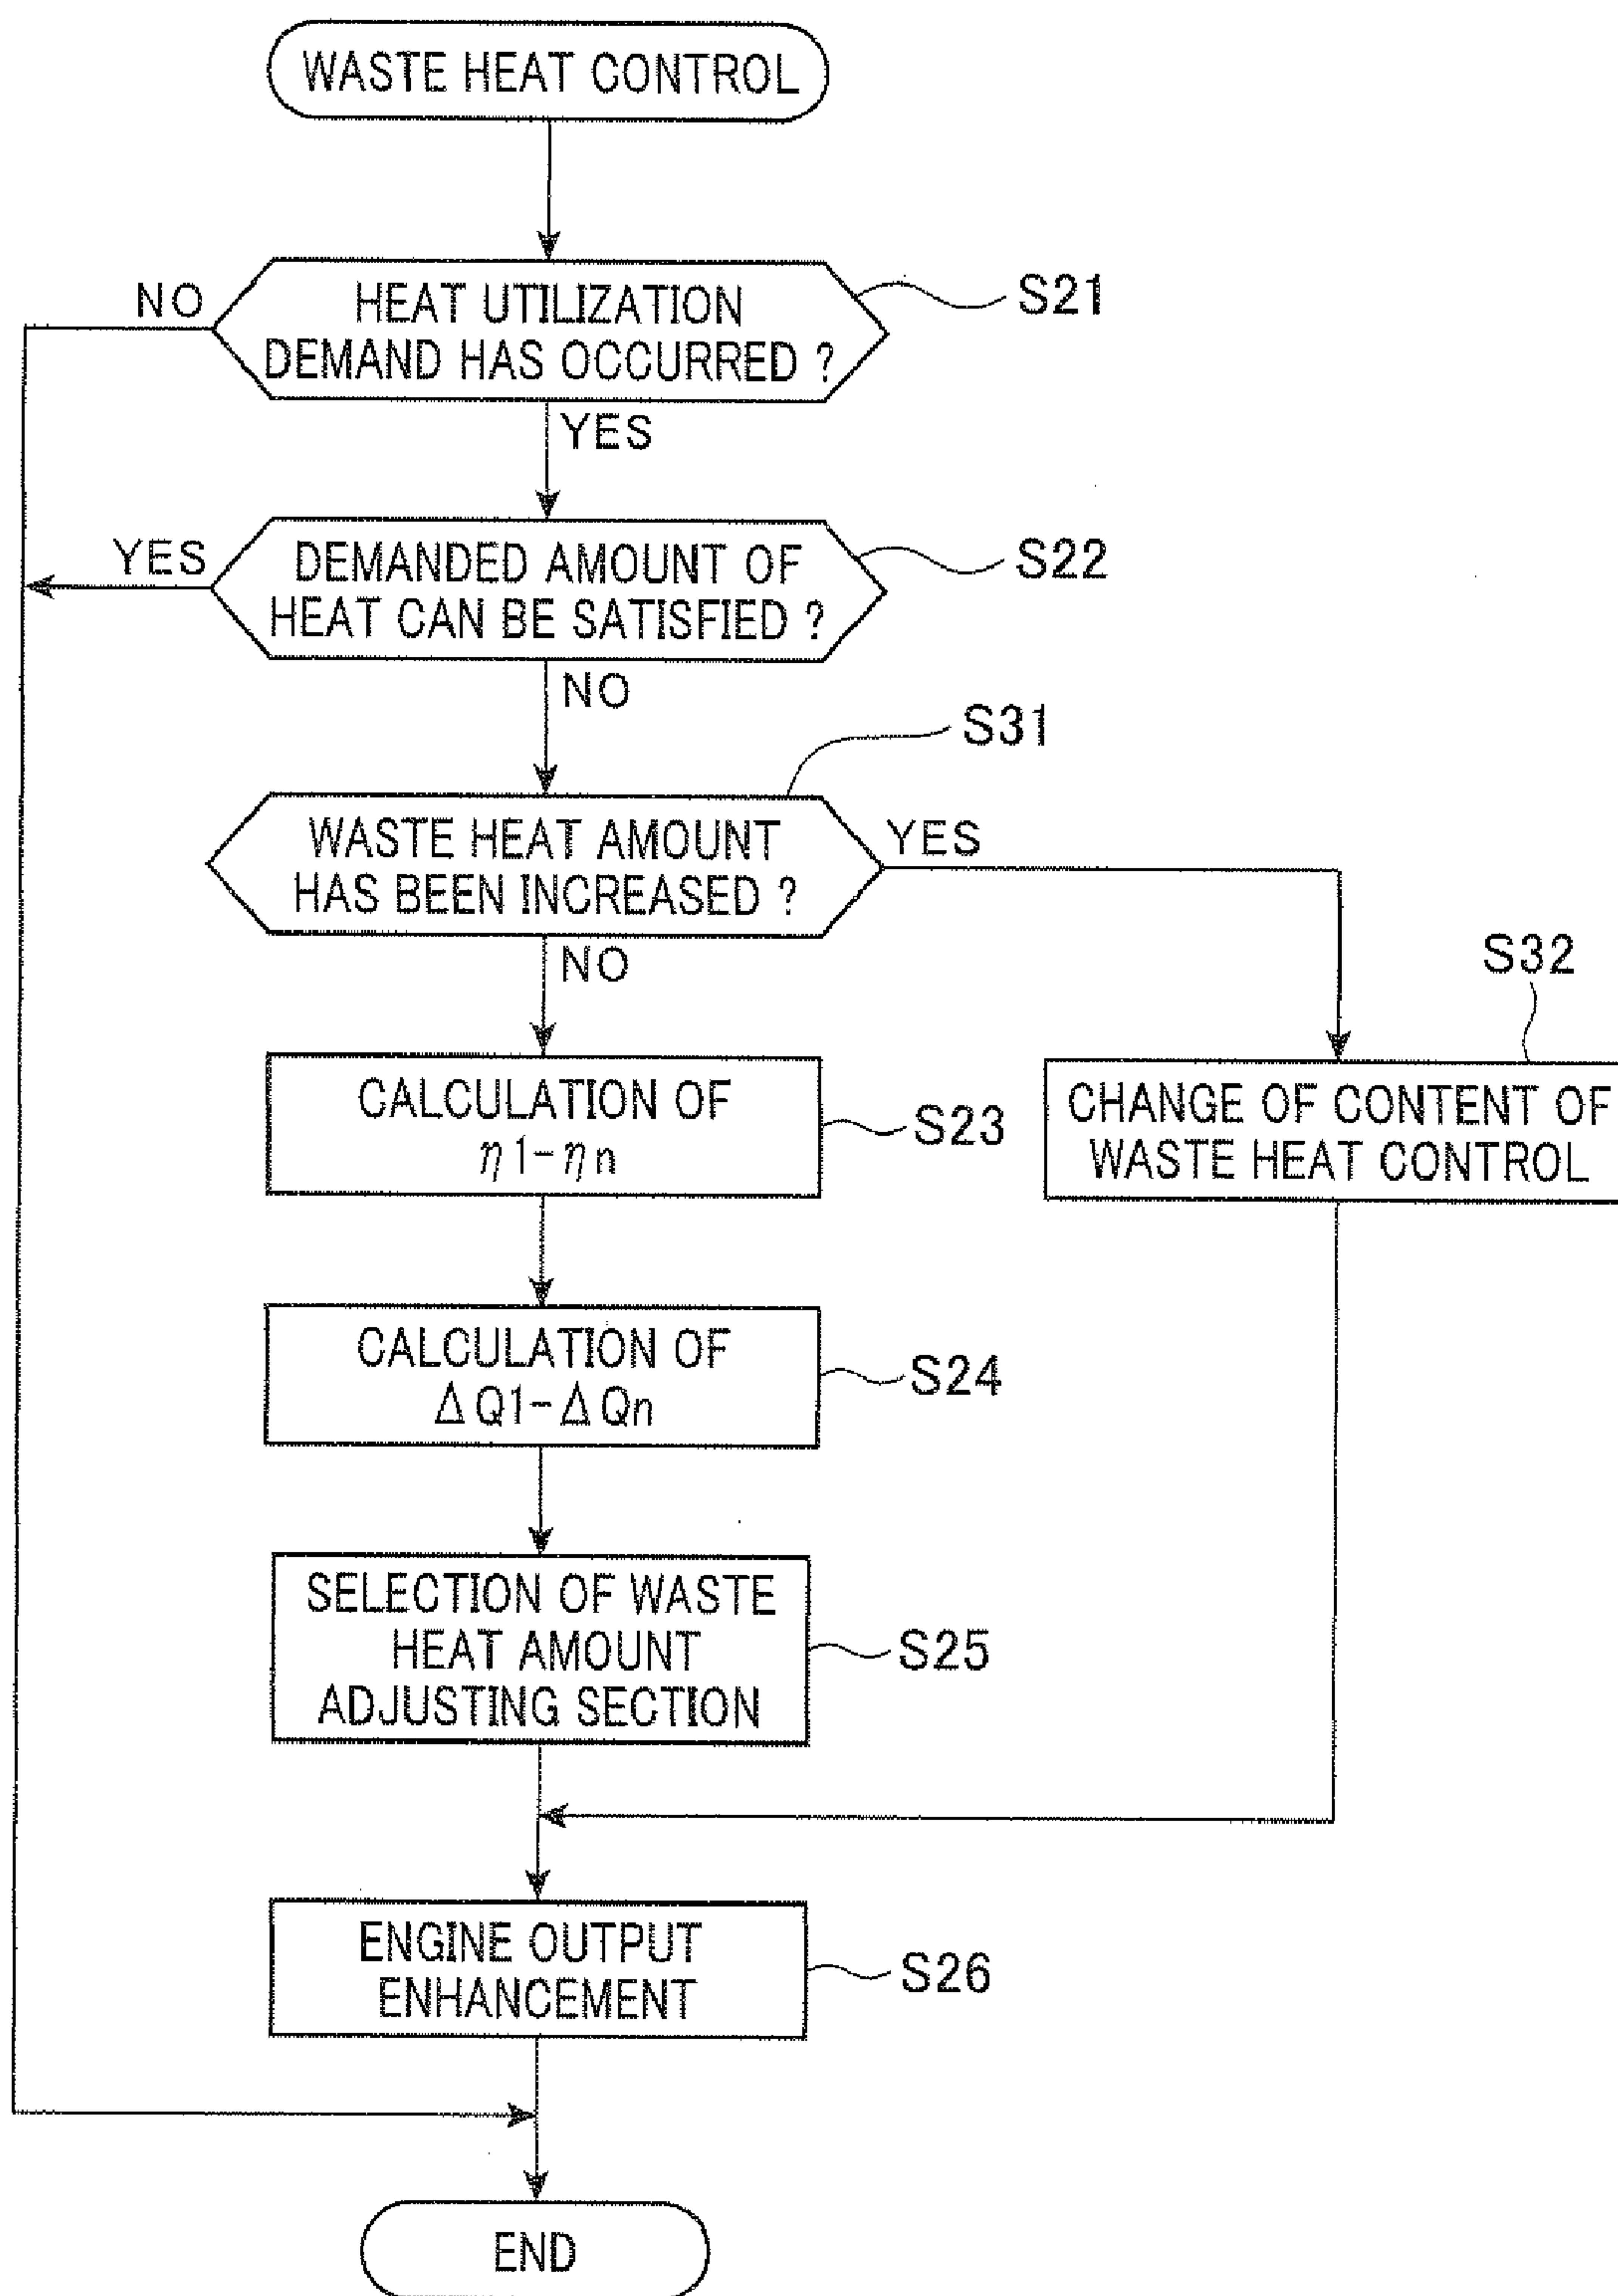 WASTE HEAT CONTROL
NO
HEAT UTILIZATION
DEMAND HAS OCCURRED ?
S21
YES
YES
DEMANDED AMOUNT OF
HEAT CAN BE SATISFIED ?
S22
NO
S31
WASTE HEAT AMOUNT
HAS BEEN INCREASED ?
YES
NO
S32
CALCULATION OF
η1-ηn
S23
CHANGE OF CONTENT OF
WASTE HEAT CONTROL
CALCULATION OF
ΔQ1-ΔQn
S24
SELECTION OF WASTE
HEAT AMOUNT
ADJUSTING SECTION
S25
ENGINE OUTPUT
ENHANCEMENT
S26
END